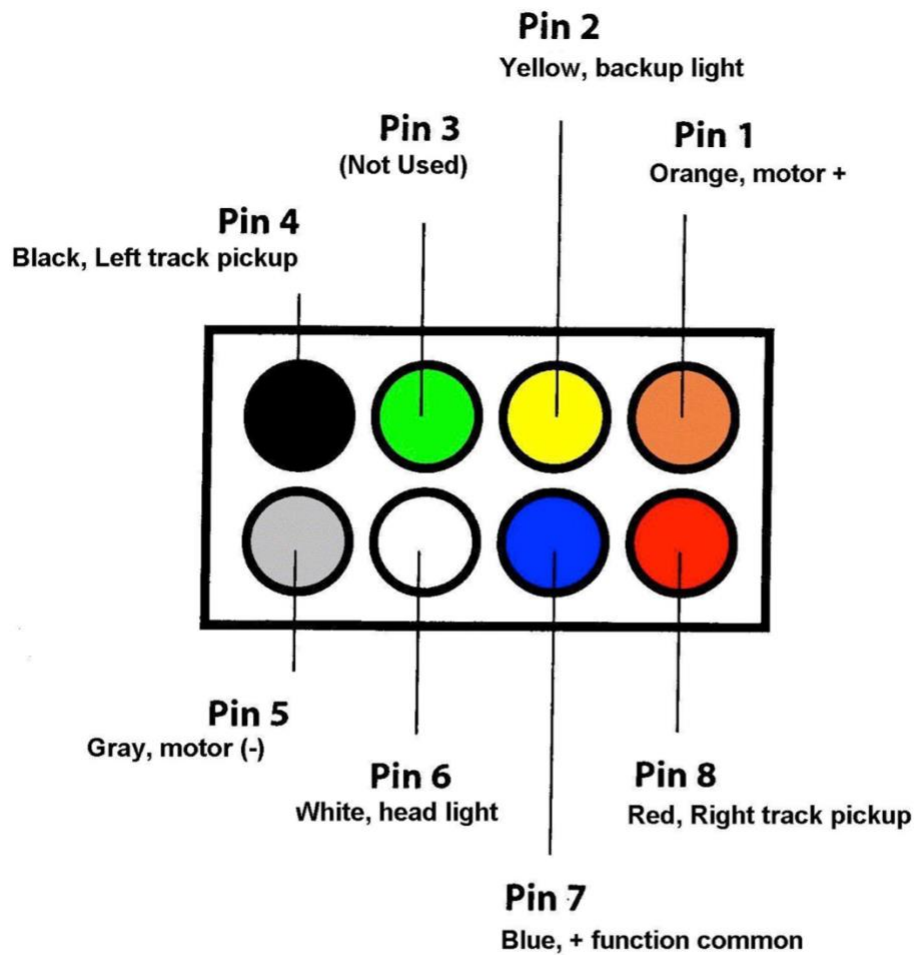 Pin 2
Yellow, backup light
Pin 3
(Not Used)
Pin 1
Orange, motor +
Pin 4
Black, Left track pickup
Pin 5
Gray, motor (-)
Pin 6
White, head light
Pin 8
Red, Right track pickup
Pin 7
Blue, + function common